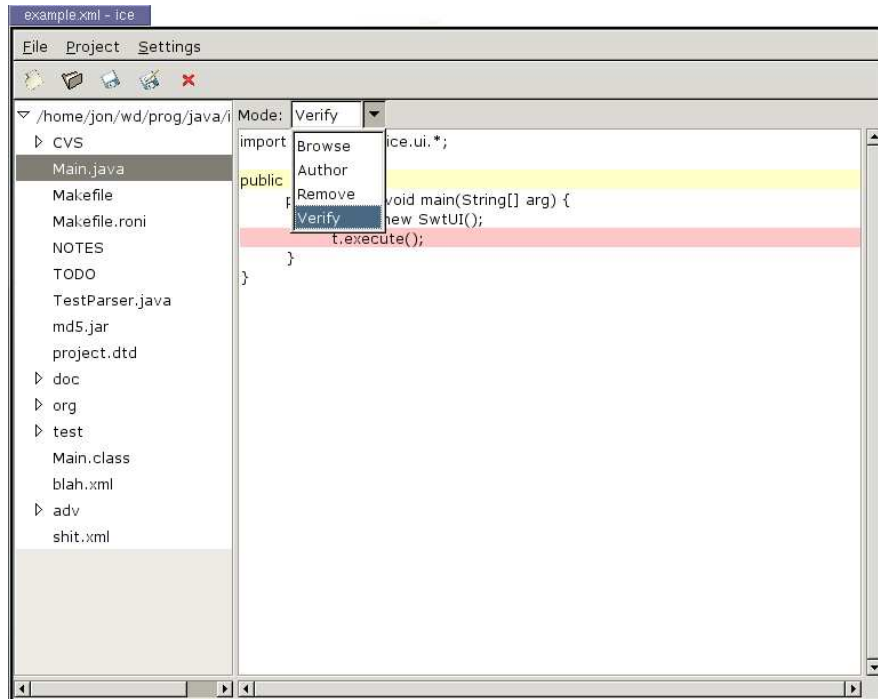 example.xml - ice
File Project Settings
/home/jon/wd/prog/java/i
CVS
Main.java
Makefile
Makefile.roni
NOTES
TODO
TestParser.java
md5.jar
project.dtd
doc
org
test
Main.class
blah.xml
adv
shit.xml
Mode: Verify
Browse
Author
Remove
Verify
import ice.ui.*;
public
void main(String[] arg) {
new SwtUI();
t.execute();
}
}